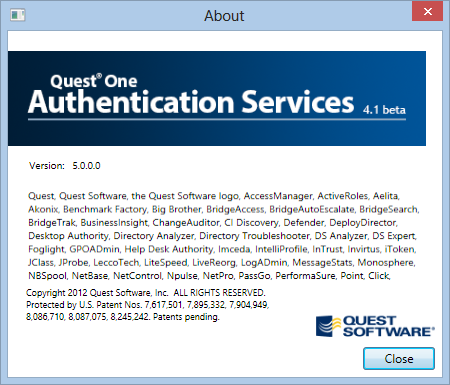 About
Quest® One
Authentication Services 4.1 beta
Version: 5.0.0.0
Quest, Quest Software, the Quest Software logo, AccessManager, ActiveRoles, Aelita,
Akonix, Benchmark Factory, Big Brother, BridgeAccess, BridgeAutoEscalate, BridgeSearch,
BridgeTrak, BusinessInsight, ChangeAuditor, CI Discovery, Defender, DeployDirector,
Desktop Authority, Directory Analyzer, Directory Troubleshooter, DS Analyzer, DS Expert,
Foglight, GPOADmin, Help Desk Authority, Imceda, IntelliProfile, InTrust, Invirtus, iToken,
JClass, JProbe, LeccoTech, LiteSpeed, LiveReorg, LogADmin, MessageStats, Monosphere,
NBSpool, NetBase, NetControl, Npulse, NetPro, PassGo, PerformaSure, Point, Click,
Copyright 2012 Quest Software, Inc. ALL RIGHTS RESERVED.
Protected by U.S. Patent Nos. 7,617,501, 7,895,332, 7,904,949,
8,086,710, 8,087,075, 8,245,242. Patents pending.
QUEST
SOFTWARE®
Close